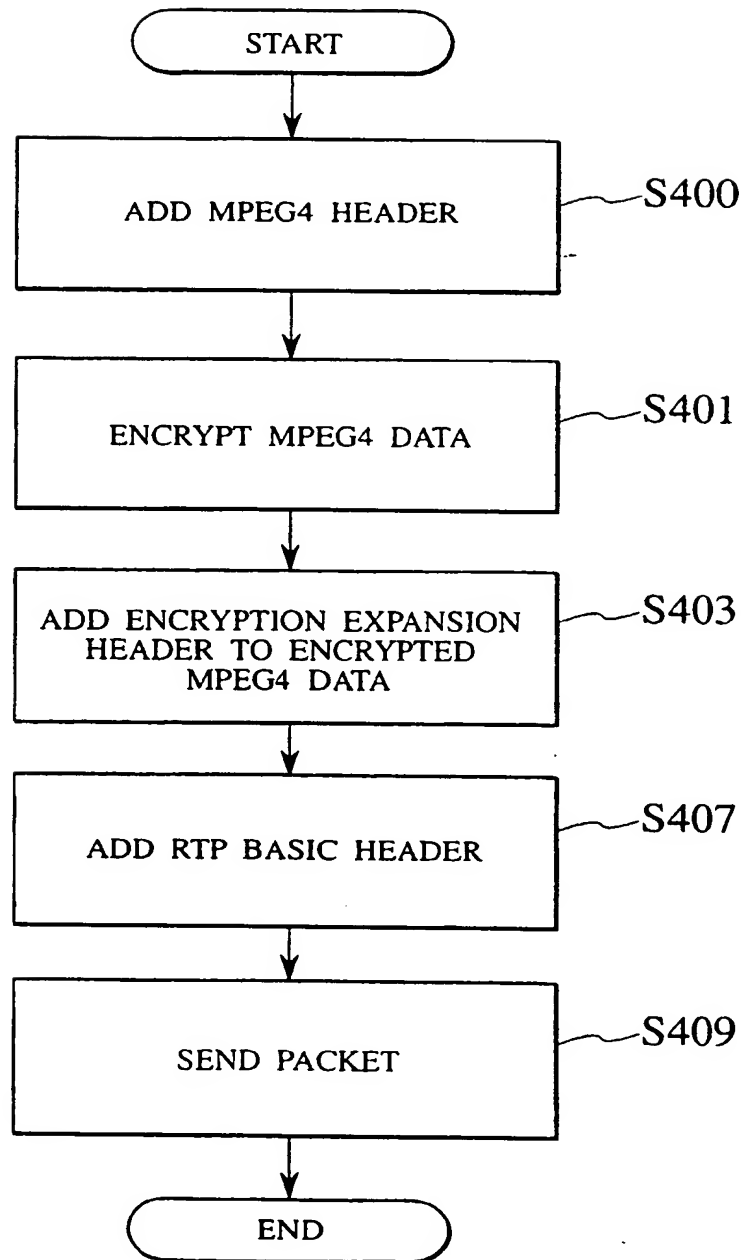 START
ADD MPEG4 HEADER
S400
ENCRYPT MPEG4 DATA
S401
ADD ENCRYPTION EXPANSION
HEADER TO ENCRYPTED
MPEG4 DATA
S403
ADD RTP BASIC HEADER
S407
SEND PACKET
S409
END